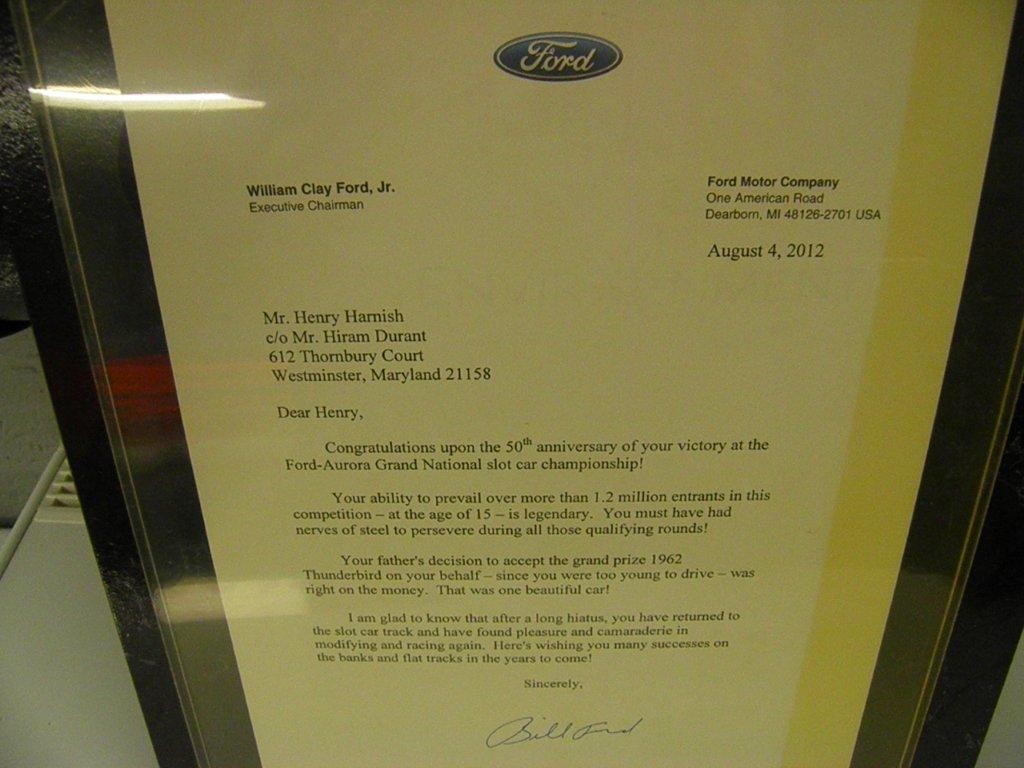 Ford
William Clay Ford, Jr.
Executive Chairman
Ford Motor Company
One American Road
Dearborn, MI 48126-2701 USA
August 4, 2012
Mr. Henry Harnish
c/o Mr. Hiram Durant
612 Thornbury Court
Westminster, Maryland 21158
Dear Henry,
Congratulations upon the 50th anniversary of your victory at the
Ford-Aurora Grand National slot car championship!
Your ability to prevail over more than 1.2 million entrants in this
competition – at the age of 15 – is legendary. You must have had
nerves of steel to persevere during all those qualifying rounds!
Your father's decision to accept the grand prize 1962
Thunderbird on your behalf – since you were too young to drive – was
right on the money. That was one beautiful car!
I am glad to know that after a long hiatus, you have returned to
the slot car track and have found pleasure and camaraderie in
modifying and racing again. Here's wishing you many successes on
the banks and flat tracks in the years to come!
Sincerely,
Bill Ford